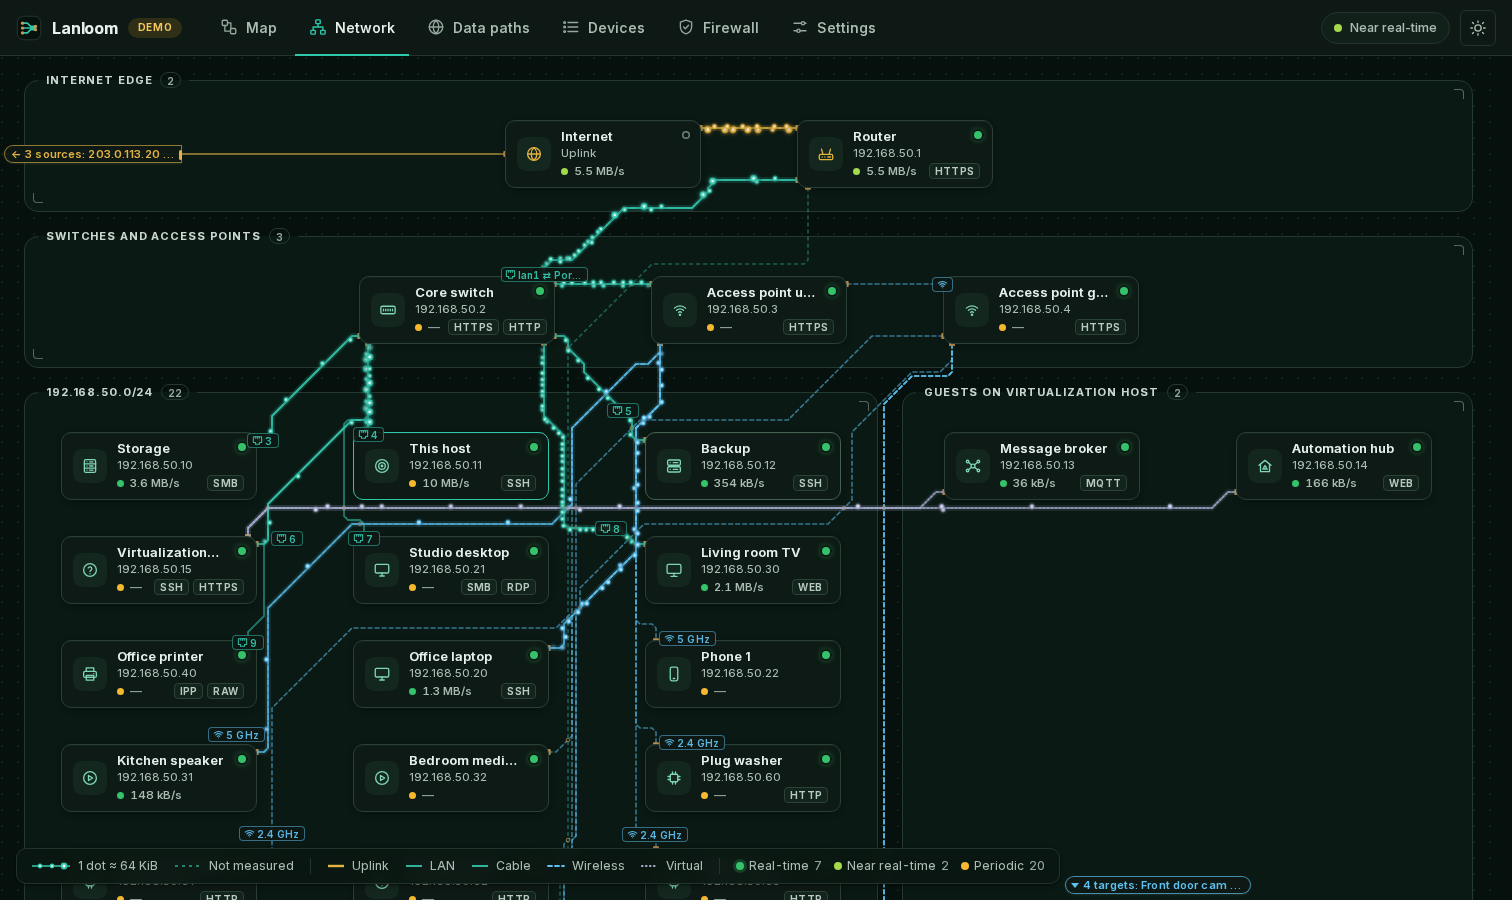 Lanloom DEMO Map Network Data paths Devices Firewall Settings Near real-time
INTERNET EDGE 2
Internet
Uplink
5.5 MB/s
Router
192.168.50.1
5.5 MB/s HTTPS
← 3 sources: 203.0.113.20 ...
SWITCHES AND ACCESS POINTS 3
lan1 ⇄ Por...
Core switch
192.168.50.2
— HTTPS HTTP
Access point u...
192.168.50.3
— HTTPS
Access point g...
192.168.50.4
— HTTPS
192.168.50.0/24 22
GUESTS ON VIRTUALIZATION HOST 2
5
3
4
Storage
192.168.50.10
3.6 MB/s SMB
This host
192.168.50.11
10 MB/s SSH
Backup
192.168.50.12
354 kB/s SSH
Message broker
192.168.50.13
36 kB/s MQTT
Automation hub
192.168.50.14
166 kB/s WEB
8
6
7
Virtualization...
192.168.50.15
— SSH HTTPS
Studio desktop
192.168.50.21
— SMB RDP
Living room TV
192.168.50.30
2.1 MB/s WEB
9
5 GHz
Office printer
192.168.50.40
— IPP RAW
Office laptop
192.168.50.20
1.3 MB/s SSH
Phone 1
192.168.50.22
—
5 GHz
2.4 GHz
Kitchen speaker
192.168.50.31
148 kB/s
Bedroom medi...
192.168.50.32
—
Plug washer
192.168.50.60
— HTTP
2.4 GHz
2.4 GHz
1 dot ≈ 64 KiB Not measured Uplink LAN Cable Wireless Virtual Real-time 7 Near real-time 2 Periodic 20
4 targets: Front door cam ...
— HTTP
— HTTP
— HTTP